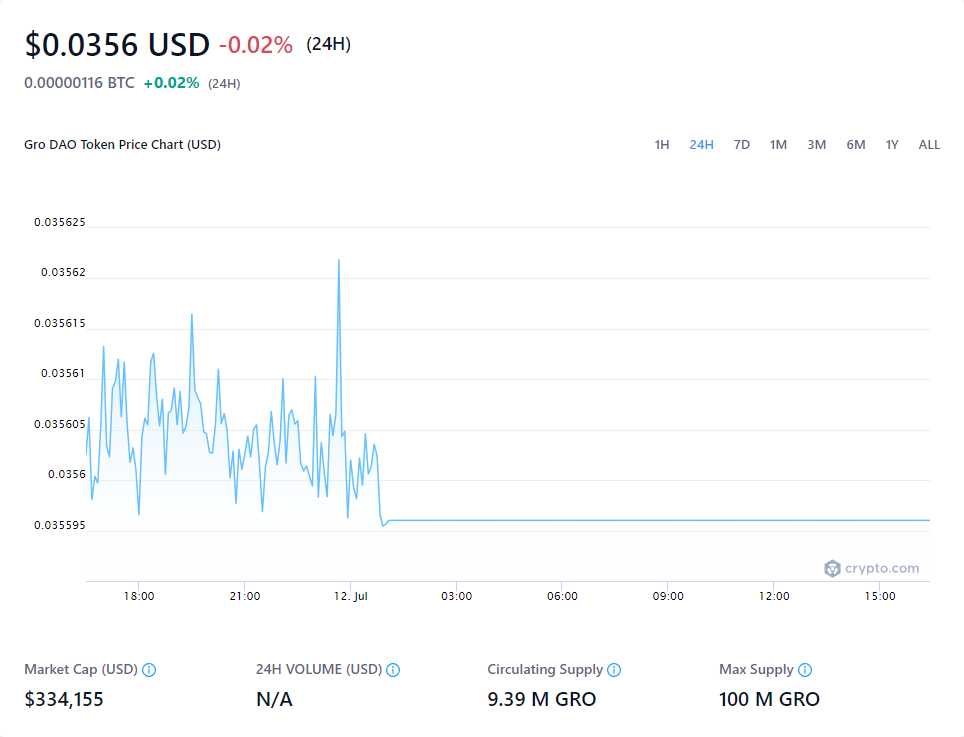 $0.0356 USD -0.02% (24H)
0.00000116 BTC +0.02% (24H)
Gro DAO Token Price Chart (USD) 1H 24H 7D 1M 3M 6M 1Y ALL
0.035625
0.03562
0.035615
0.03561
0.035605
0.0356
0.035595
crypto.com
18:00 21:00 12. Jul 03:00 06:00 09:00 12:00 15:00
Market Cap (USD) 24H VOLUME (USD) Circulating Supply Max Supply
$334,155 N/A 9.39 M GRO 100 M GRO